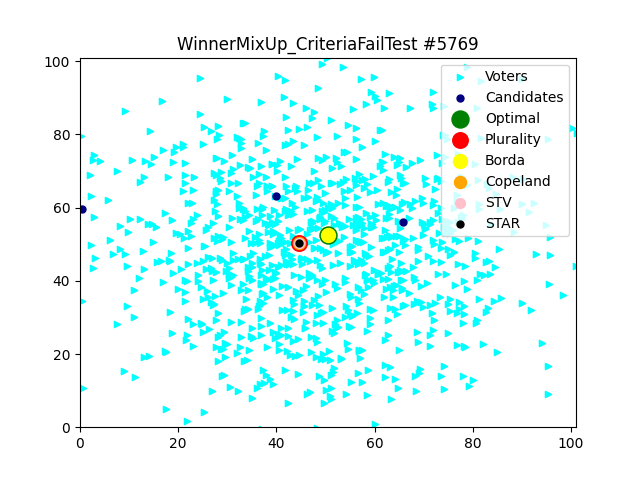 WinnerMixUp_CriteriaFailTest #5769
100
80
60
40
20
0
0
20
40
60
80
100
Voters
Candidates
Optimal
Plurality
Borda
Copeland
STV
STAR